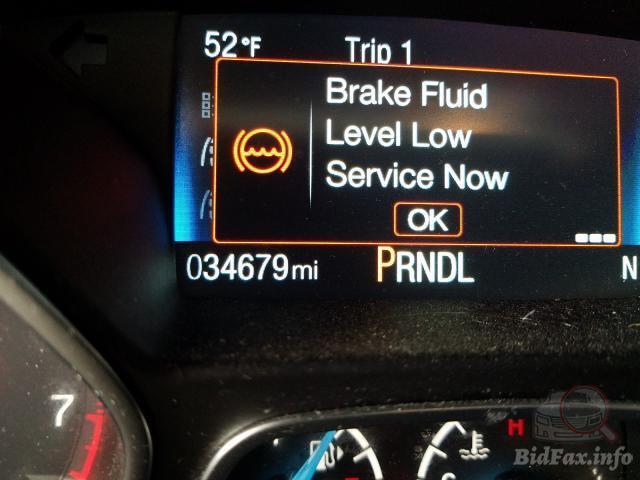 52°F Trip 1
Brake Fluid
Level Low
Service Now
OK
034679mi PRNDL N
7
H
BidFax.info